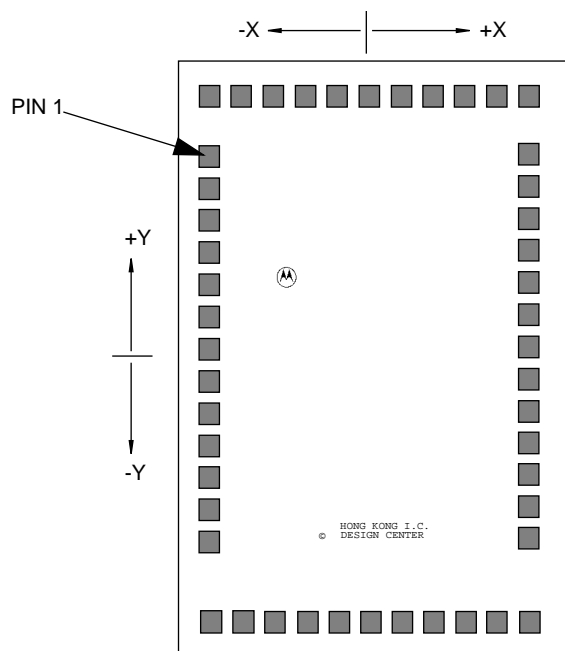 -X +X
PIN 1
+Y
-Y
HONG KONG I.C.
© DESIGN CENTER